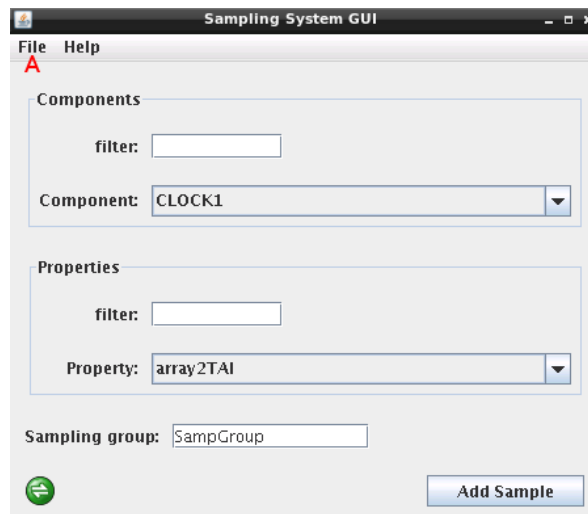 Sampling System GUI
File Help
A
Components
filter:
Component: CLOCK1
Properties
filter:
Property: array2TAI
Sampling group: SampGroup
Add Sample